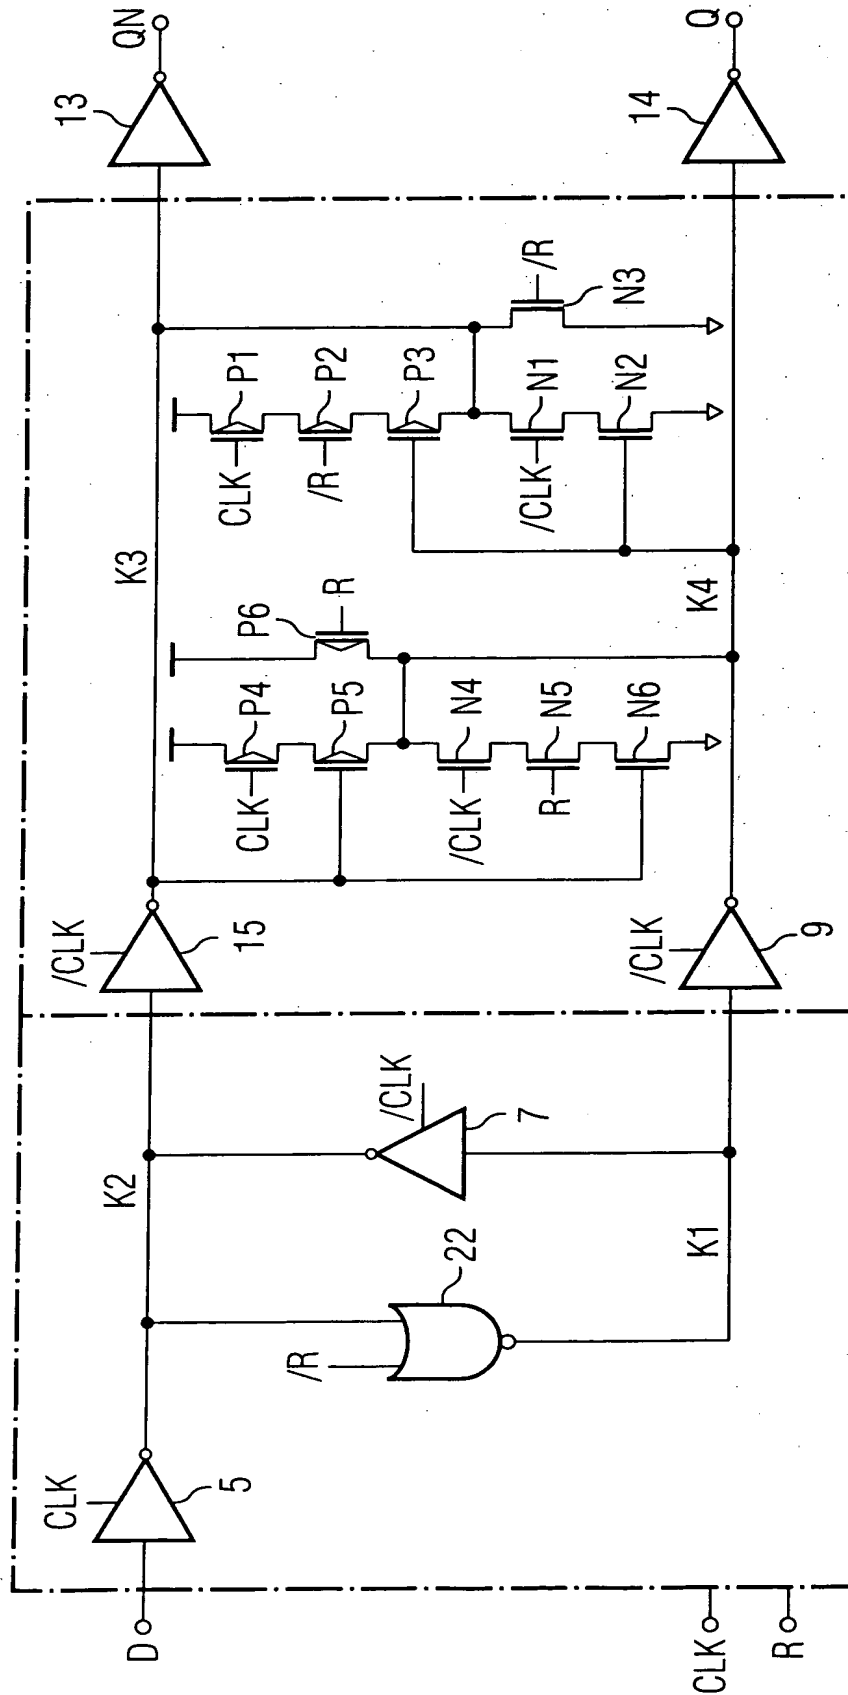 D
CLK
5
K2
/R
22
/CLK
7
K1
/CLK
15
K3
QN
13
CLK
P4
P5
P6
R
/CLK
N4
R
N5
N6
CLK
P1
/R
P2
P3
/CLK
N1
N2
/R
N3
/CLK
9
K4
14
Q
CLK
R